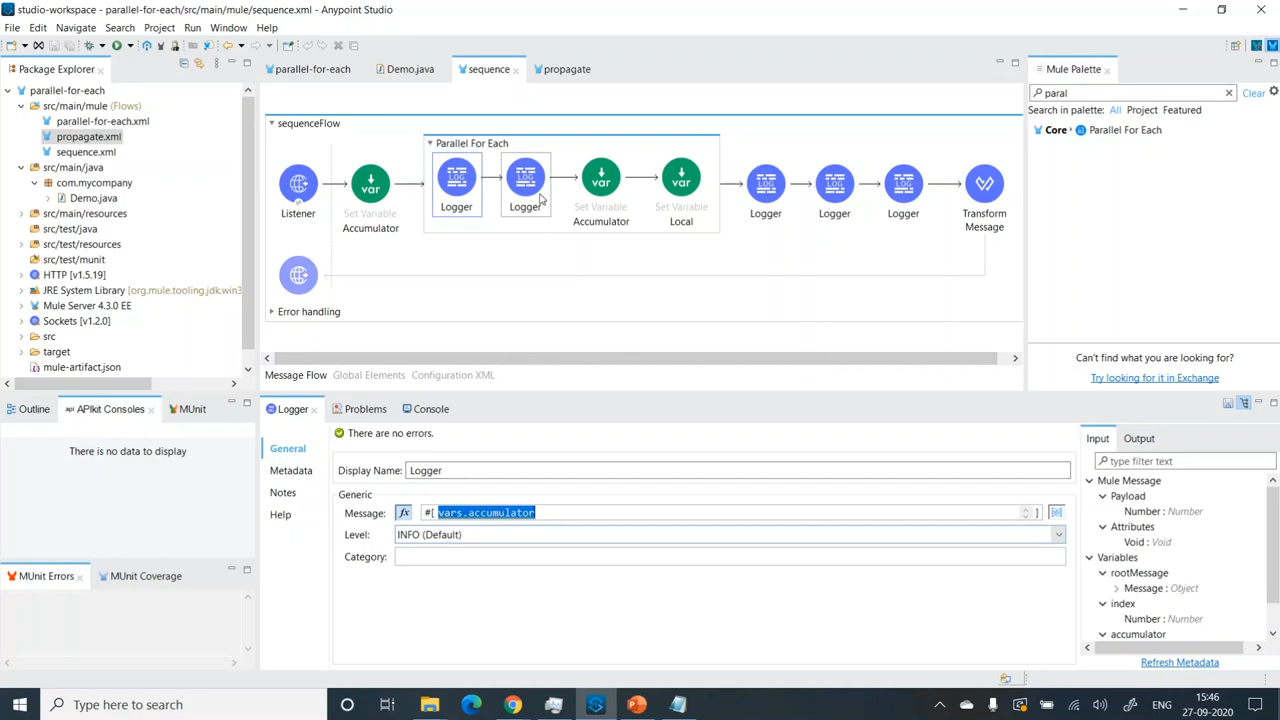 studio-workspace - parallel-for-each/src/main/mule/sequence.xml - Anypoint Studio
File Edit Navigate Search Project Run Window Help
Package Explorer
parallel-for-each
src/main/mule (Flows)
parallel-for-each.xml
propagate.xml
sequence.xml
src/main/java
com.mycompany
Demo.java
src/main/resources
src/test/java
src/test/resources
src/test/munit
HTTP [v1.5.19]
JRE System Library [org.mule.tooling.jdk.win3
Mule Server 4.3.0 EE
Sockets [v1.2.0]
src
target
mule-artifact.json
parallel-for-each Demo.java sequence propagate
sequenceFlow
Parallel For Each
LOG LOG var var LOG LOG LOG
var
Listener
Set Variable
Accumulator
Logger
Logger
Set Variable
Accumulator
Set Variable
Local
Logger
Logger
Logger
Transform
Message
Error handling
Message Flow Global Elements Configuration XML
Mule Palette
paral
Clear
Search in palette: All Project Featured
Core Parallel For Each
Can't find what you are looking for?
Try looking for it in Exchange
Outline APIkit Consoles MUnit
There is no data to display
MUnit Errors MUnit Coverage
Logger Problems Console
There are no errors.
General
Metadata
Notes
Help
Display Name: Logger
Generic
Message: fx #[ vars.accumulator ]
Level: INFO (Default)
Category:
Input Output
type filter text
Mule Message
Payload
Number : Number
Attributes
Void : Void
Variables
rootMessage
Message : Object
index
Number : Number
accumulator
Refresh Metadata
Type here to search
ENG
15:46
27-09-2020